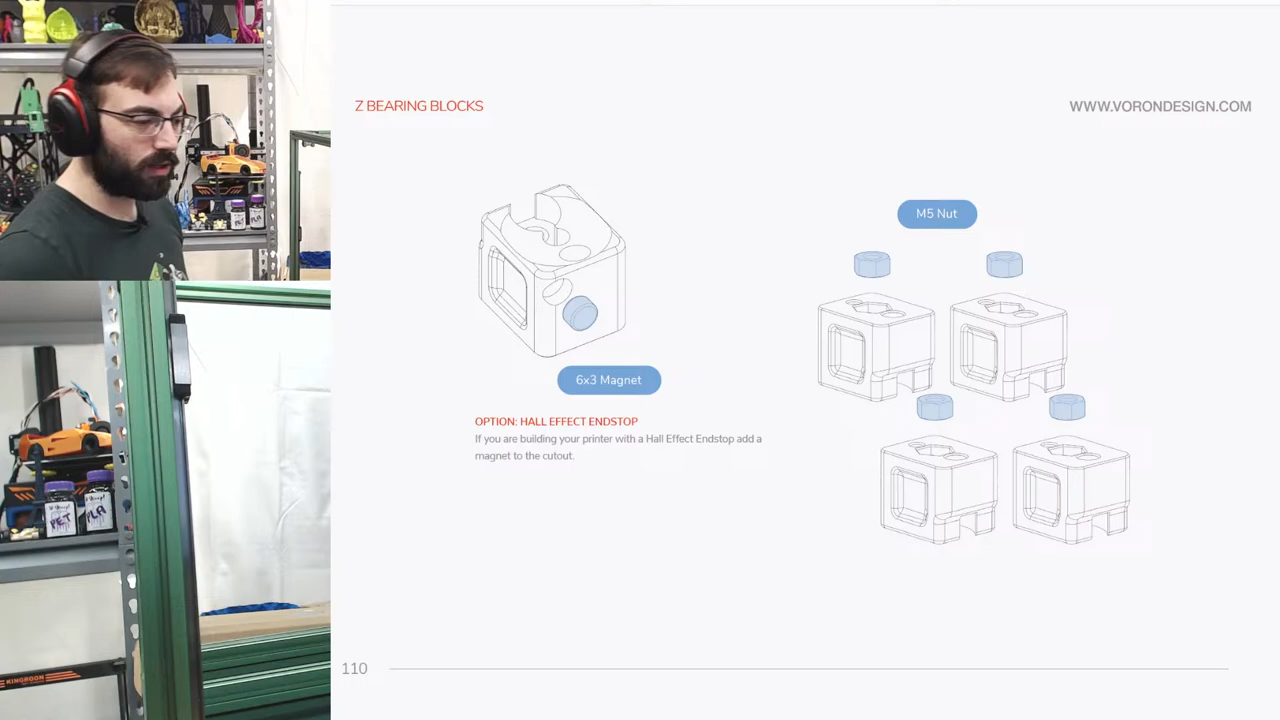 Z BEARING BLOCKS
WWW.VORONDESIGN.COM
M5 Nut
6x3 Magnet
OPTION: HALL EFFECT ENDSTOP
If you are building your printer with a Hall Effect Endstop add a
magnet to the cutout.
110
PET
PLA
KINGROON